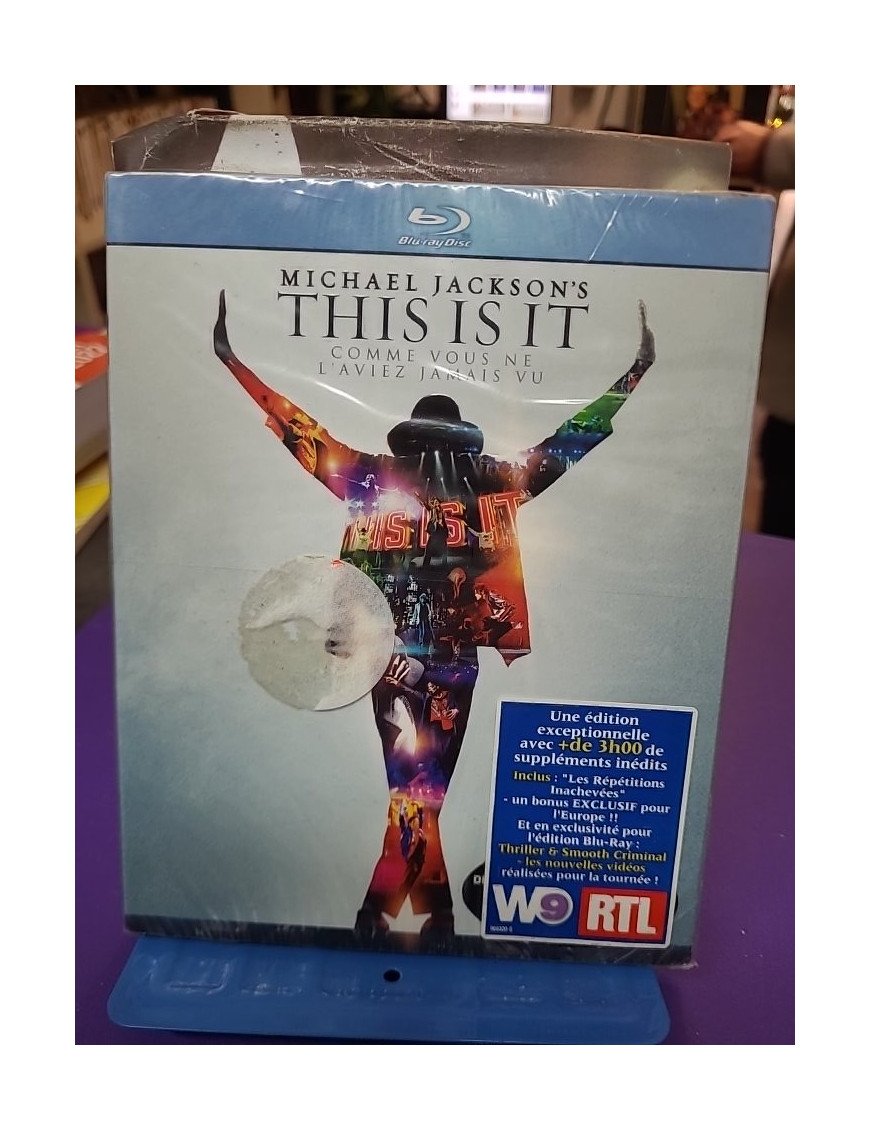 Blu-ray Disc
MICHAEL JACKSON'S
THIS IS IT
COMME VOUS NE
L'AVIEZ JAMAIS VU
THIS IS IT
Une édition
exceptionnelle
avec +de 3h00 de
suppléments inédits
Inclus : "Les Répétitions
Inachevées"
- un bonus EXCLUSIF pour
l'Europe !!
Et en exclusivité pour
l'édition Blu-Ray :
Thriller & Smooth Criminal
- les nouvelles vidéos
réalisées pour la tournée !
W9 RTL